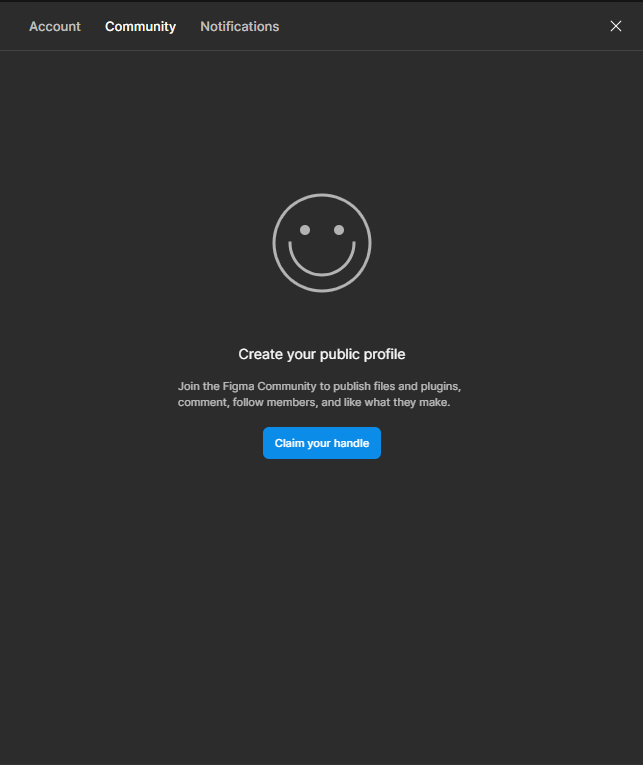 Account Community Notifications
Create your public profile
Join the Figma Community to publish files and plugins,
comment, follow members, and like what they make.
Claim your handle